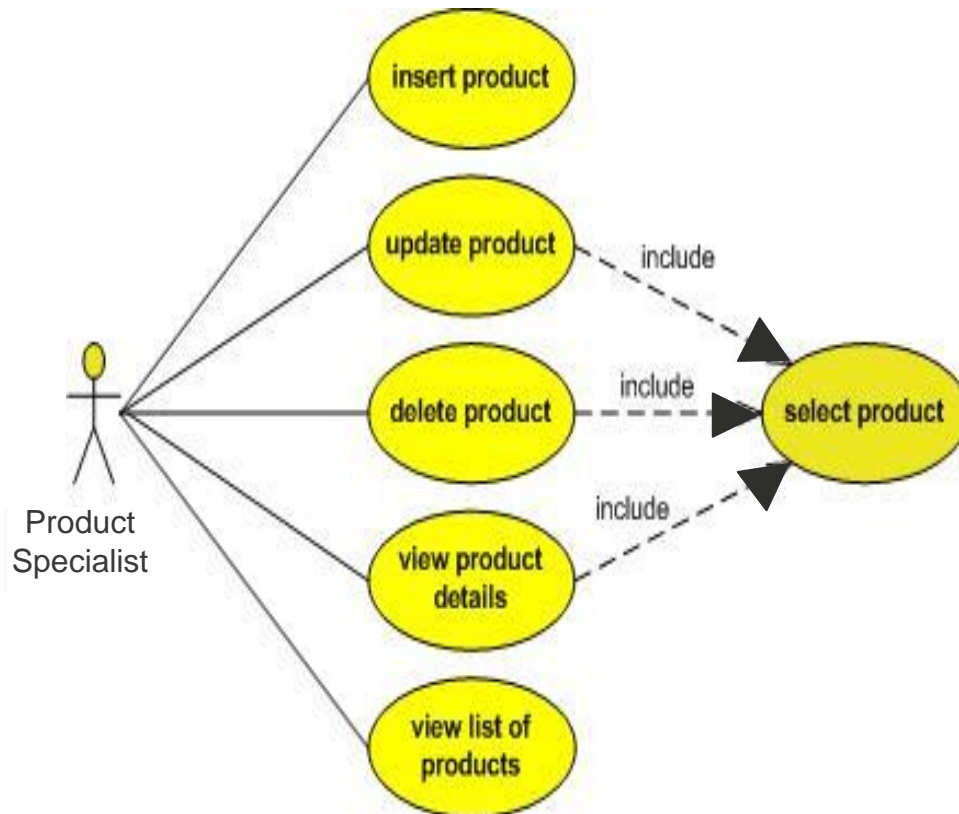 insert product
update product
include
include
delete product
select product
include
Product
Specialist
view product
details
view list of
products